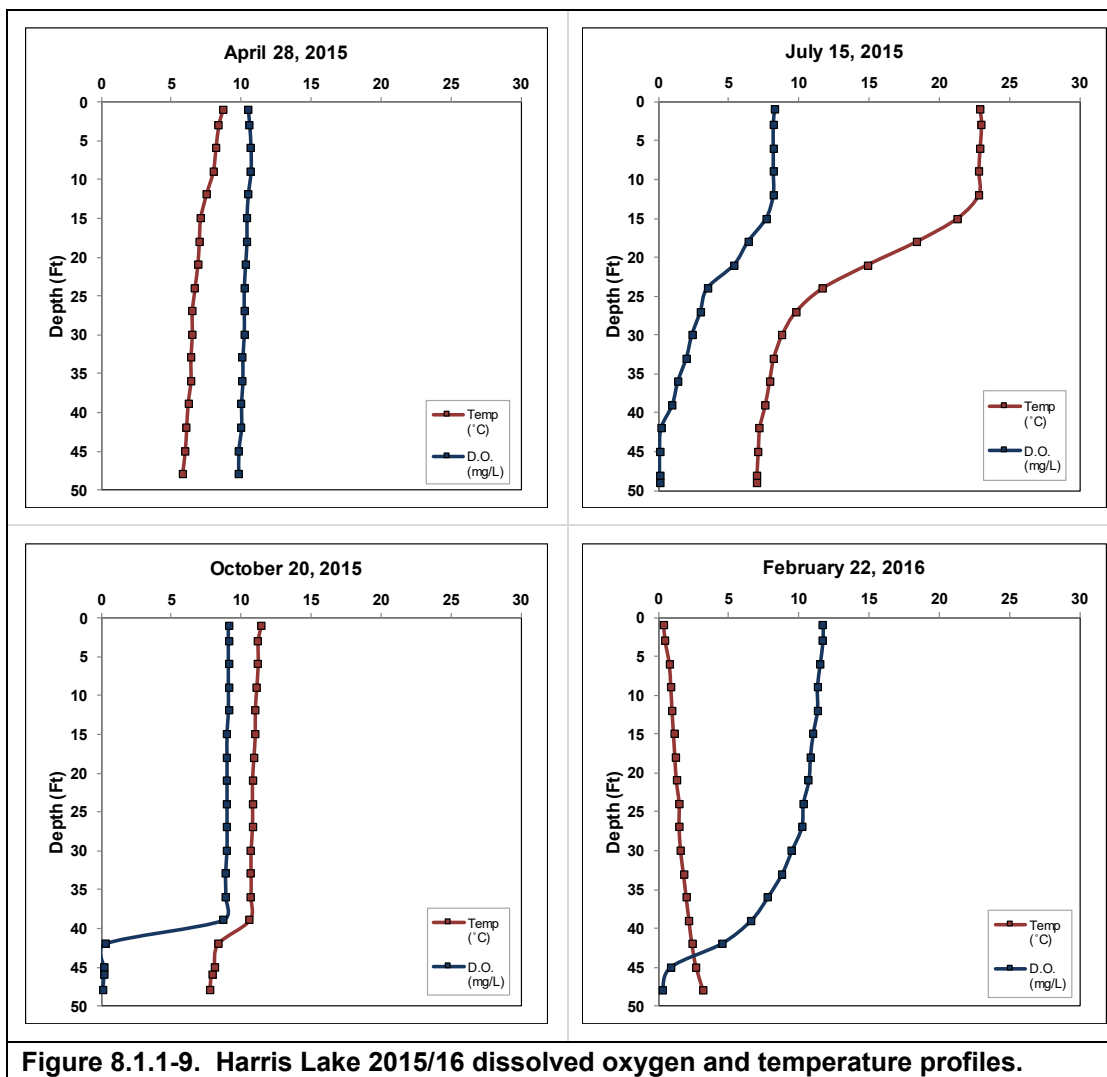 April 28, 2015
0 5 10 15 20 25 30
0
5
10
15
20
25
30
35
40
45
50
Depth (Ft)
Temp
(˚C)
D.O.
(mg/L)
July 15, 2015
0 5 10 15 20 25 30
0
5
10
15
20
25
30
35
40
45
50
Depth (Ft)
Temp
(˚C)
D.O.
(mg/L)
October 20, 2015
0 5 10 15 20 25 30
0
5
10
15
20
25
30
35
40
45
50
Depth (Ft)
Temp
(˚C)
D.O.
(mg/L)
February 22, 2016
0 5 10 15 20 25 30
0
5
10
15
20
25
30
35
40
45
50
Depth (Ft)
Temp
(˚C)
D.O.
(mg/L)
Figure 8.1.1-9. Harris Lake 2015/16 dissolved oxygen and temperature profiles.